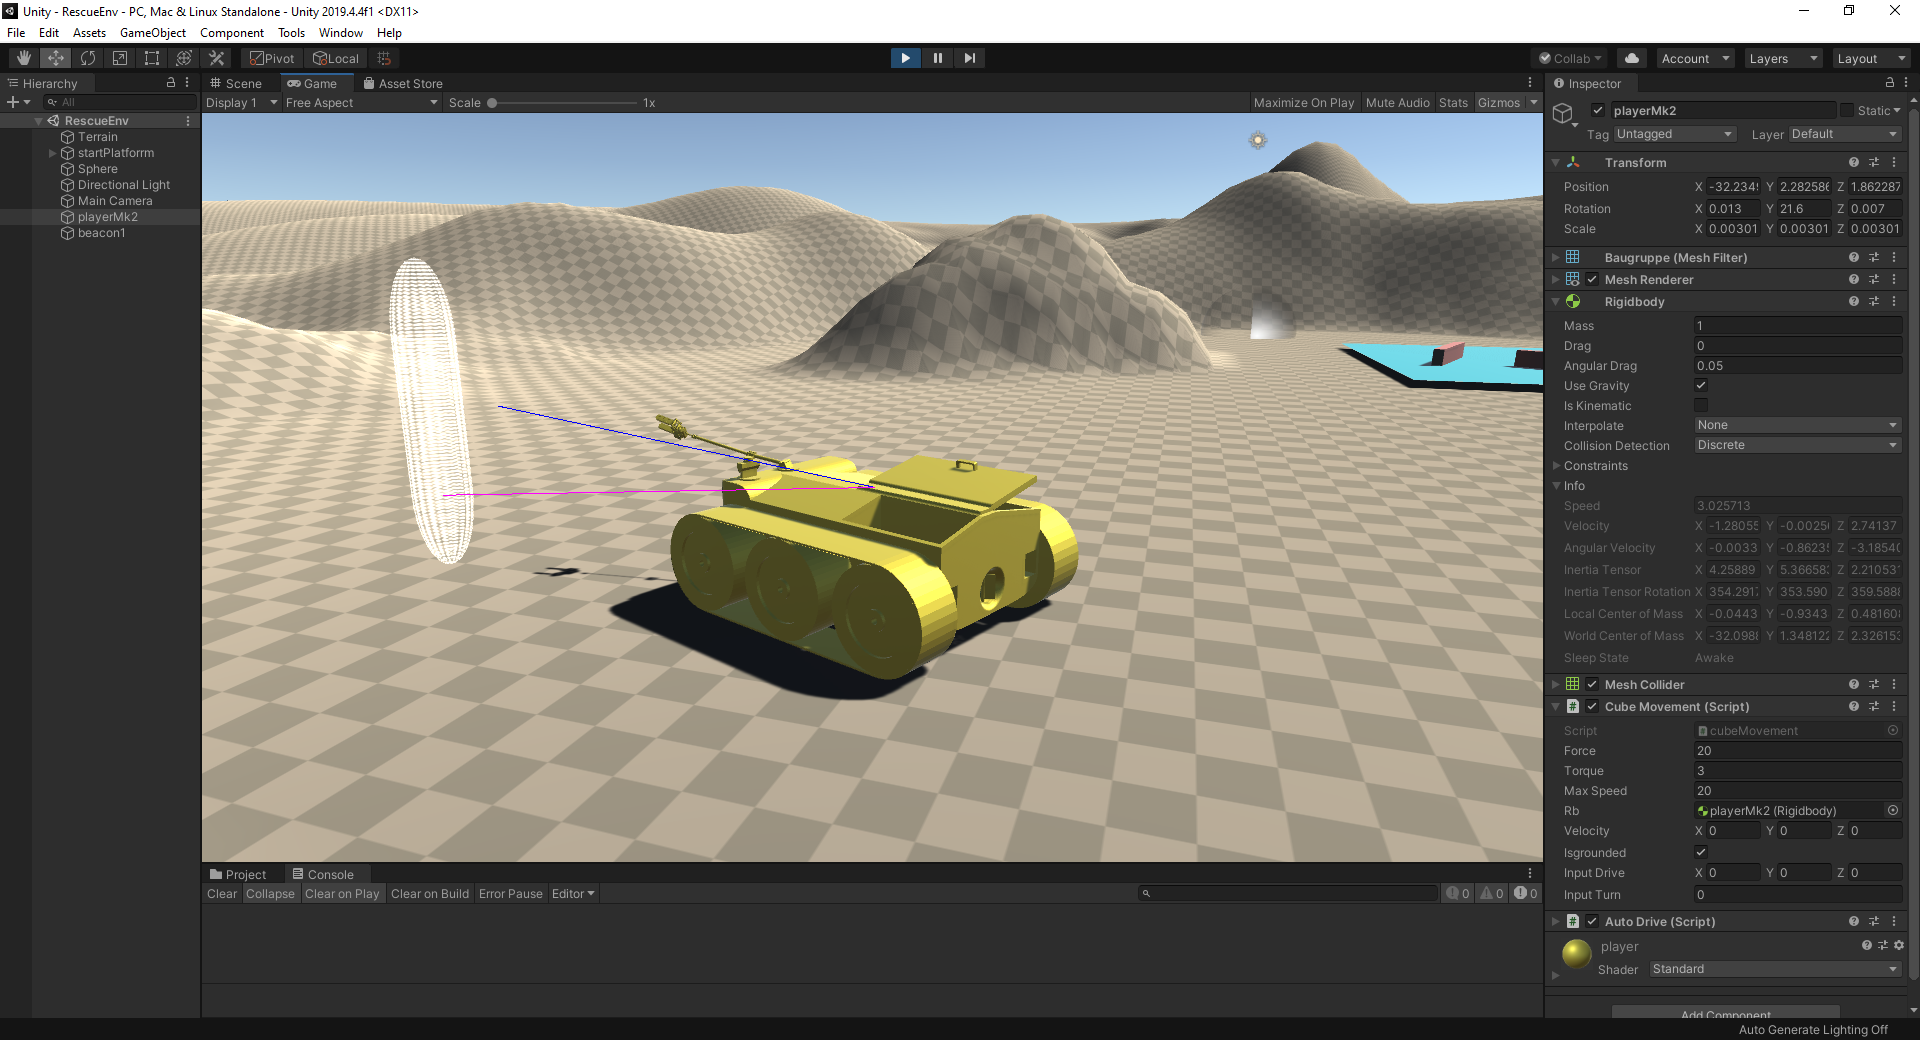 Unity - RescueEnv - PC, Mac & Linux Standalone - Unity 2019.4.4f1 <DX11>
File Edit Assets GameObject Component Tools Window Help
Pivot Local Collab Account Layers Layout
Hierarchy Scene Game Asset Store Inspector
All Display 1 Free Aspect Scale 1x Maximize On Play Mute Audio Stats Gizmos
RescueEnv
Terrain
startPlatforrm
Sphere
Directional Light
Main Camera
playerMk2
beacon1
playerMk2 Static
Tag Untagged Layer Default
Transform
Position X -32.234 Y 2.28258 Z 1.862287
Rotation X 0.013 Y 21.6 Z 0.007
Scale X 0.00301 Y 0.00301 Z 0.00301
Baugruppe (Mesh Filter)
Mesh Renderer
Rigidbody
Mass 1
Drag 0
Angular Drag 0.05
Use Gravity
Is Kinematic
Interpolate None
Collision Detection Discrete
Constraints
Info
Speed 3.025713
Velocity X -1.28055 Y -0.0025 Z 2.74137
Angular Velocity X -0.0033 Y -0.8623 Z -3.1854
Inertia Tensor X 4.25889 Y 5.36658 Z 2.21053
Inertia Tensor Rotation X 354.291 Y 353.590 Z 359.588
Local Center of Mass X -0.0443 Y -0.9343 Z 0.48160
World Center of Mass X -32.098 Y 1.348122 Z 2.326153
Sleep State Awake
Mesh Collider
Cube Movement (Script)
Script cubeMovement
Force 20
Torque 3
Max Speed 20
Rb playerMk2 (Rigidbody)
Velocity X 0 Y 0 Z 0
Isgrounded
Input Drive X 0 Y 0 Z 0
Input Turn 0
Auto Drive (Script)
player
Shader Standard
Add Component
Project Console
Clear Collapse Clear on Play Clear on Build Error Pause Editor 0 0 0
Auto Generate Lighting Off